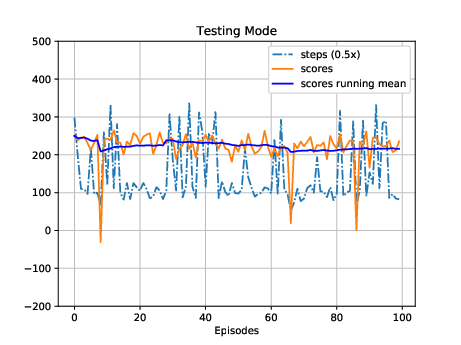 Testing Mode
500
400
300
200
100
0
−100
−200
steps (0.5x)
scores
scores running mean
0 20 40 60 80 100
Episodes